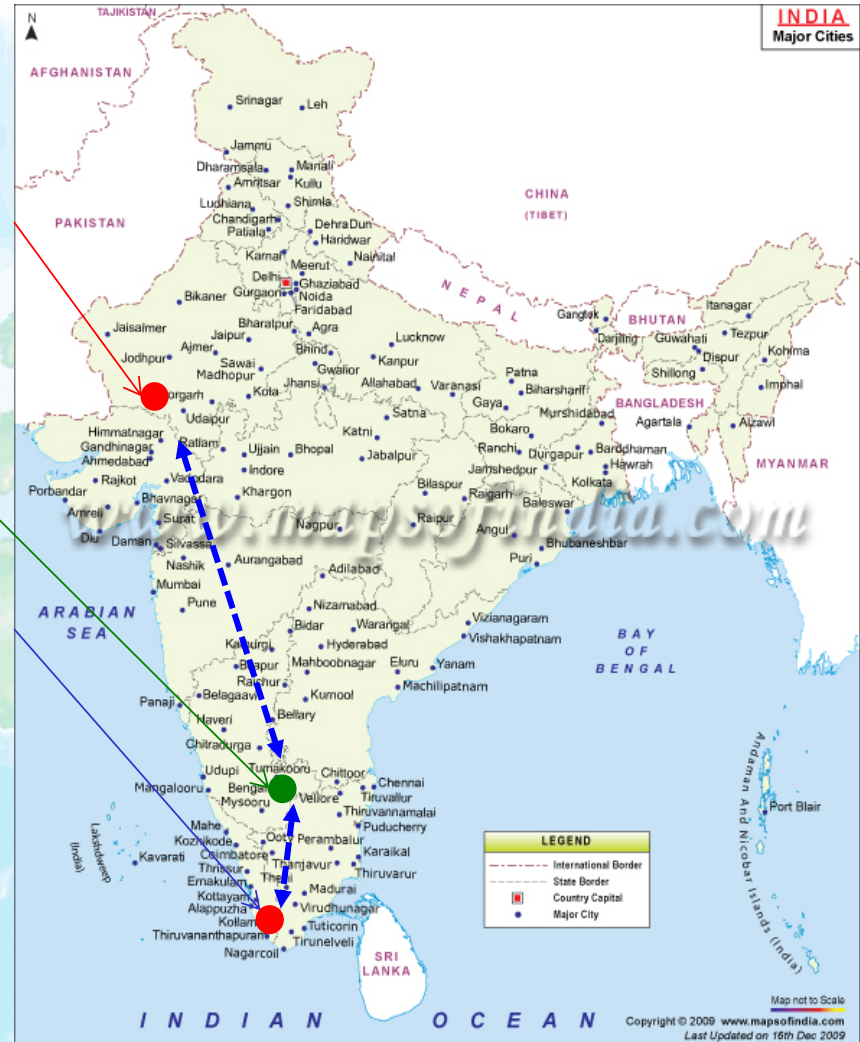 N
TAJIKISTAN
INDIA
Major Cities
AFGHANISTAN
Srinagar
Leh
Jammu
Dharamsala
Manali
Amritsar
Kullu
CHINA
(TIBET)
Ludhiana
Shimla
PAKISTAN
Chandigarh
DehraDun
Patiala
Haridwar
Karnal
Nainital
Meerut
Delhi
Ghaziabad
Gurgaon
Noida
NEPAL
Bikaner
Faridabad
Itanagar
Gangtok
BHUTAN
Jaisalmer
Bharatpur
Agra
Tezpur
Jaipur
Lucknow
Darjiling
Guwahati
Ajmer
Bhind
Dispur
Kohima
Jodhpur
Sawai
Madhopur
Gwalior
Kanpur
Patna
Shillong
Jhansi
Allahabad
Varanasi
Biharsharif
Imphal
orgarh
Kota
Gaya
BANGLADESH
Udaipur
Satna
Murshidabad
Agartala
Aizawl
Himmatnagar
Katni
Bokaro
Gandhinagar
Ratlam
Ujjain
Bhopal
Ranchi
Durgapur
Barddhaman
Ahmedabad
Jabalpur
Jamshedpur
Hawrah
MYANMAR
Rajkot
Vadodara
Indore
Kolkata
Porbandar
Bhavnagar
Khargon
Bilaspur
Raigarh
Baleswar
Amreli
Surat
www.mapsofindia.com
Nagpur
Raipur
Angul
Diu
Daman
Silvassa
Bhubaneshbar
Nashik
Aurangabad
Puri
Adilabad
Mumbai
ARABIAN
SEA
Pune
Nizamabad
Bidar
Warangal
Vizianagaram
BAY
OF
BENGAL
Hyderabad
Vishakhapatnam
Mahboobnagar
Eluru
Yanam
Raichur
Belagaavi
Kurnool
Machilipatnam
Panaji
Haveri
Bellary
Chitradurga
Tumakooru
Udupi
Chittoor
Chennai
Mangalooru
Benga
Vellore
Tiruvallur
Mysooru
Thiruvannamalai
Port Blair
Andaman And Nicobar Islands (India)
Mahe
Puducherry
Lakshdweep
(India)
Kozhikode
Ooty
Perambalur
Kavarati
Coimbatore
Karaikal
Thrissur
Thanjavur
Thiruvarur
Ernakulam
Kottayam
Madurai
Alappuzha
Virudhunagar
Kollam
Tuticorin
Thiruvananthapuram
Tirunelveli
Nagarcoil
SRI
LANKA
LEGEND
International Border
State Border
Country Capital
Major City
INDIAN OCEAN
Map not to Scale
Copyright © 2009 www.mapsofindia.com
Last Updated on 16th Dec 2009